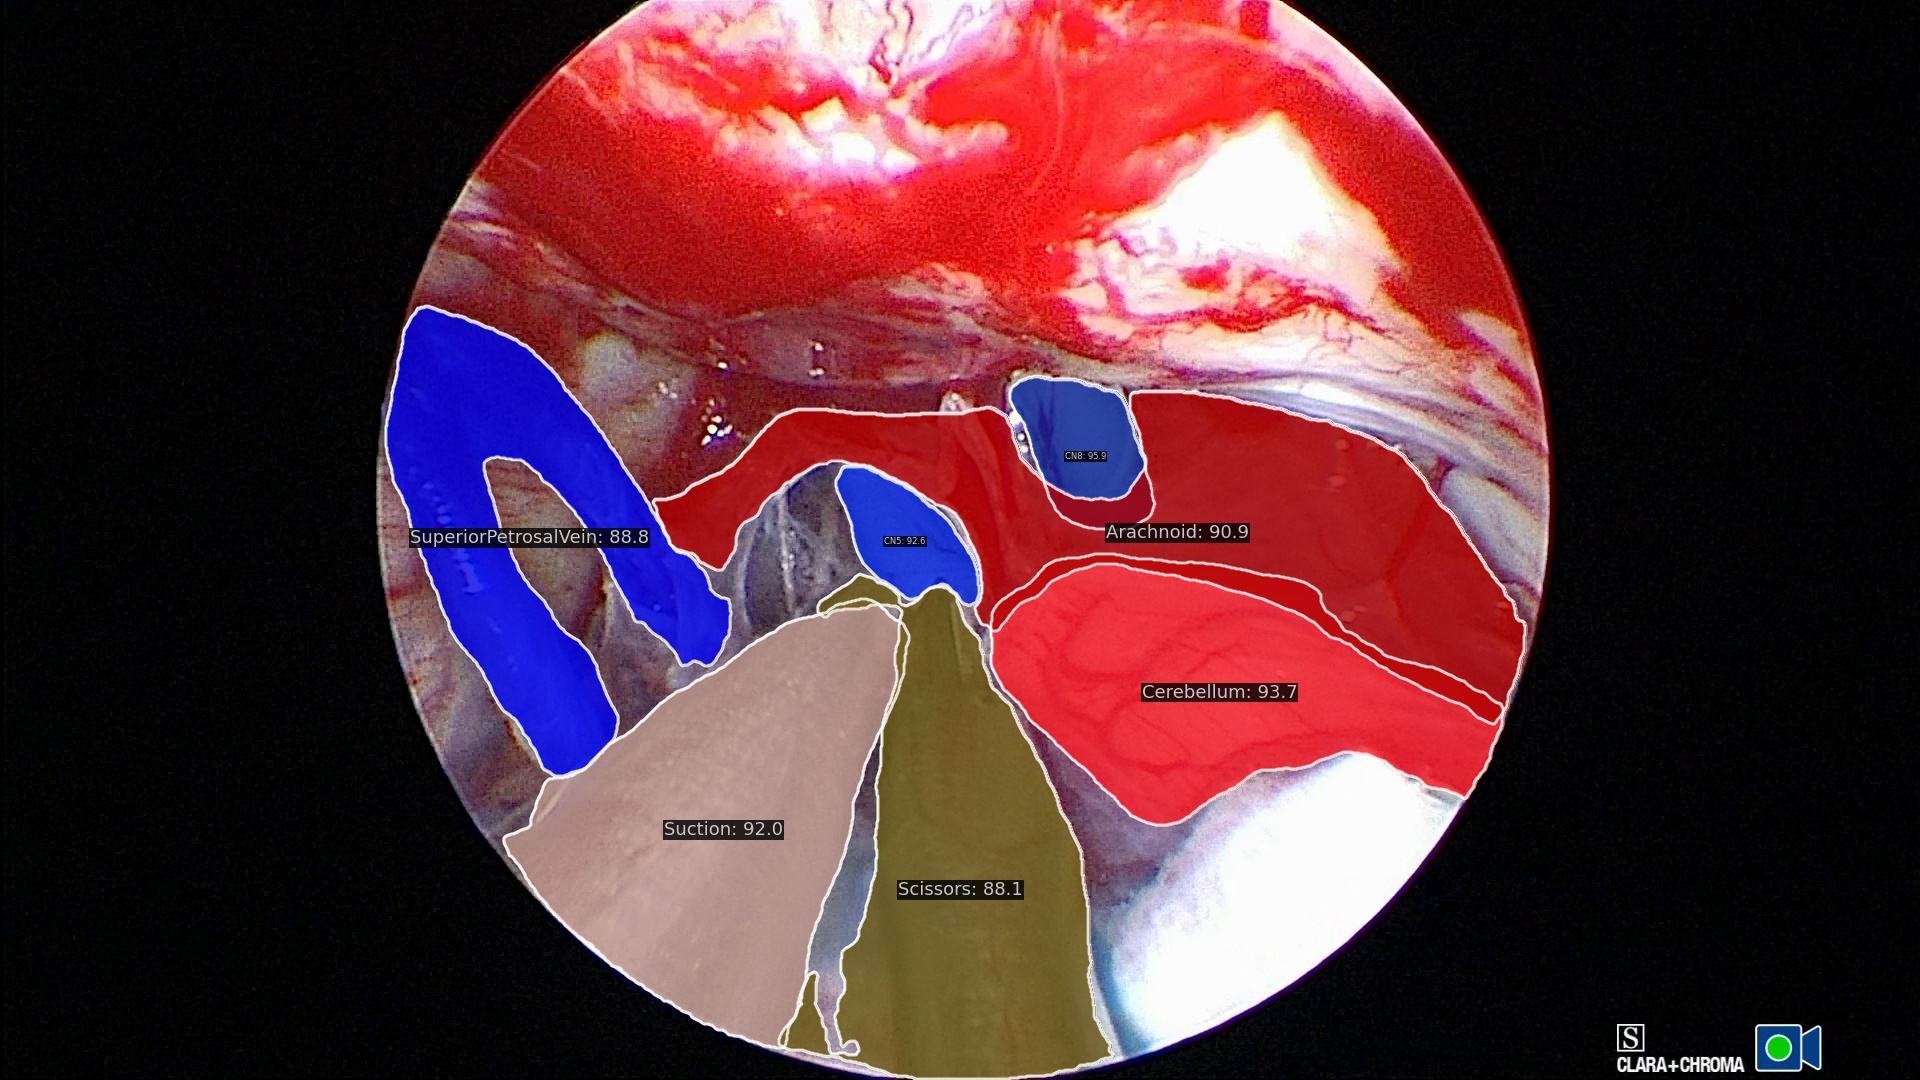 CN8: 95.9
Arachnoid: 90.9
SuperiorPetrosalVein: 88.8
CN5: 92.6
Cerebellum: 93.7
Suction: 92.0
Scissors: 88.1
S
CLARA+CHROMA